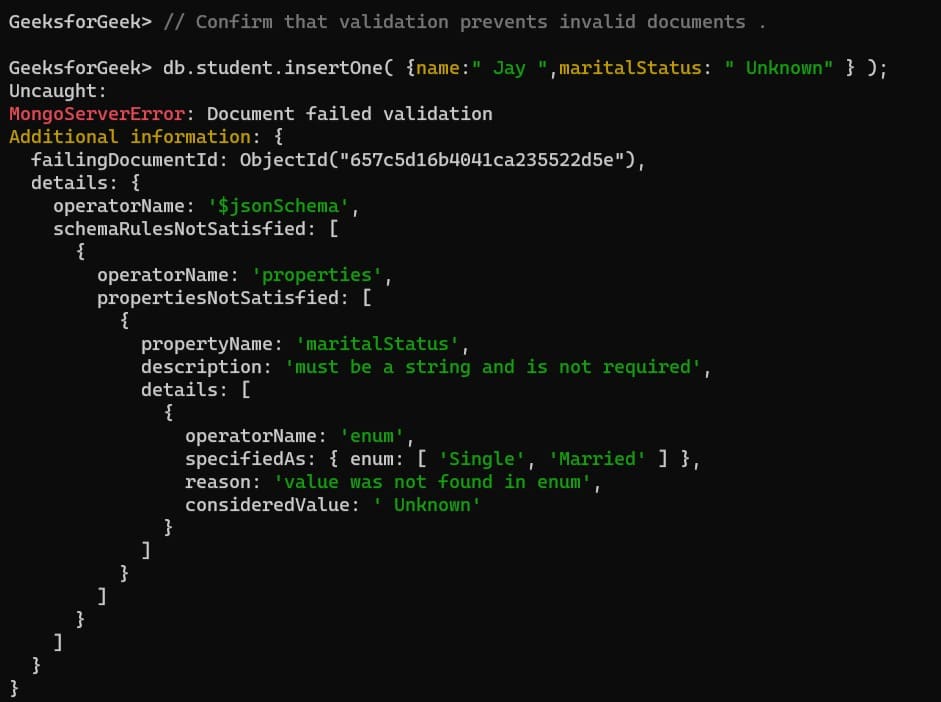 GeeksforGeek> // Confirm that validation prevents invalid documents .
GeeksforGeek> db.student.insertOne( {name:" Jay ",maritalStatus: " Unknown" } );
Uncaught:
MongoServerError: Document failed validation
Additional information: {
  failingDocumentId: ObjectId("657c5d16b4041ca235522d5e"),
  details: {
    operatorName: '$jsonSchema',
    schemaRulesNotSatisfied: [
      {
        operatorName: 'properties',
        propertiesNotSatisfied: [
          {
            propertyName: 'maritalStatus',
            description: 'must be a string and is not required',
            details: [
              {
                operatorName: 'enum',
                specifiedAs: { enum: [ 'Single', 'Married' ] },
                reason: 'value was not found in enum',
                consideredValue: ' Unknown'
              }
            ]
          }
        ]
      }
    ]
  }
}